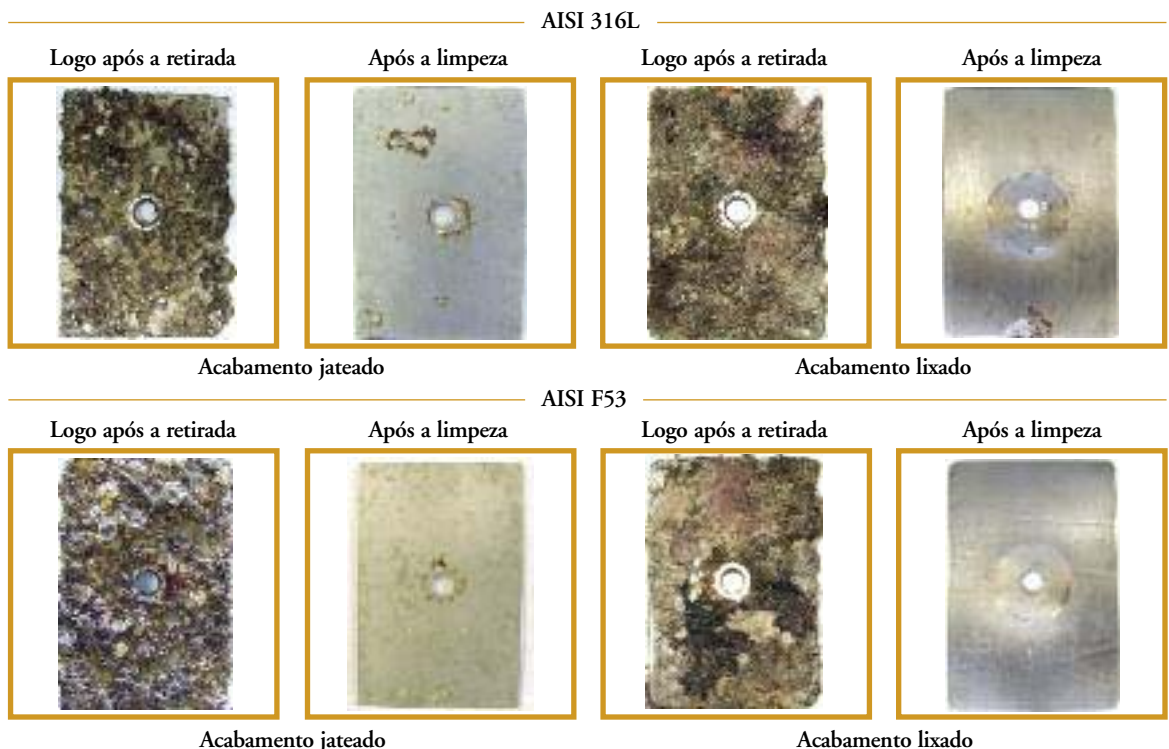 AISI 316L
Logo após a retirada
Após a limpeza
Logo após a retirada
Após a limpeza
Acabamento jateado
Acabamento lixado
AISI F53
Logo após a retirada
Após a limpeza
Logo após a retirada
Após a limpeza
Acabamento jateado
Acabamento lixado